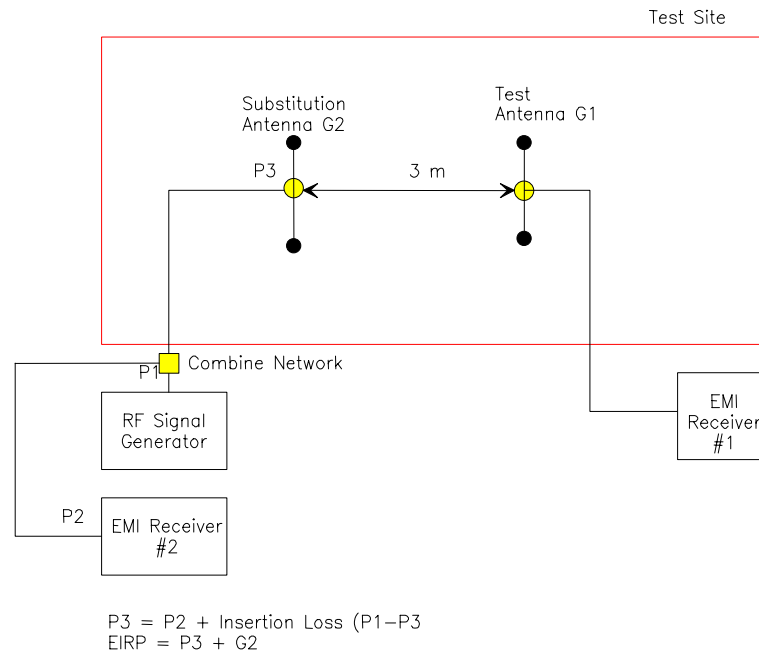 Test Site
Substitution
Antenna G2
Test
Antenna G1
P3
3 m
P1
Combine Network
RF Signal
Generator
EMI
Receiver
#1
P2
EMI Receiver
#2
P3 = P2 + Insertion Loss (P1-P3
EIRP = P3 + G2